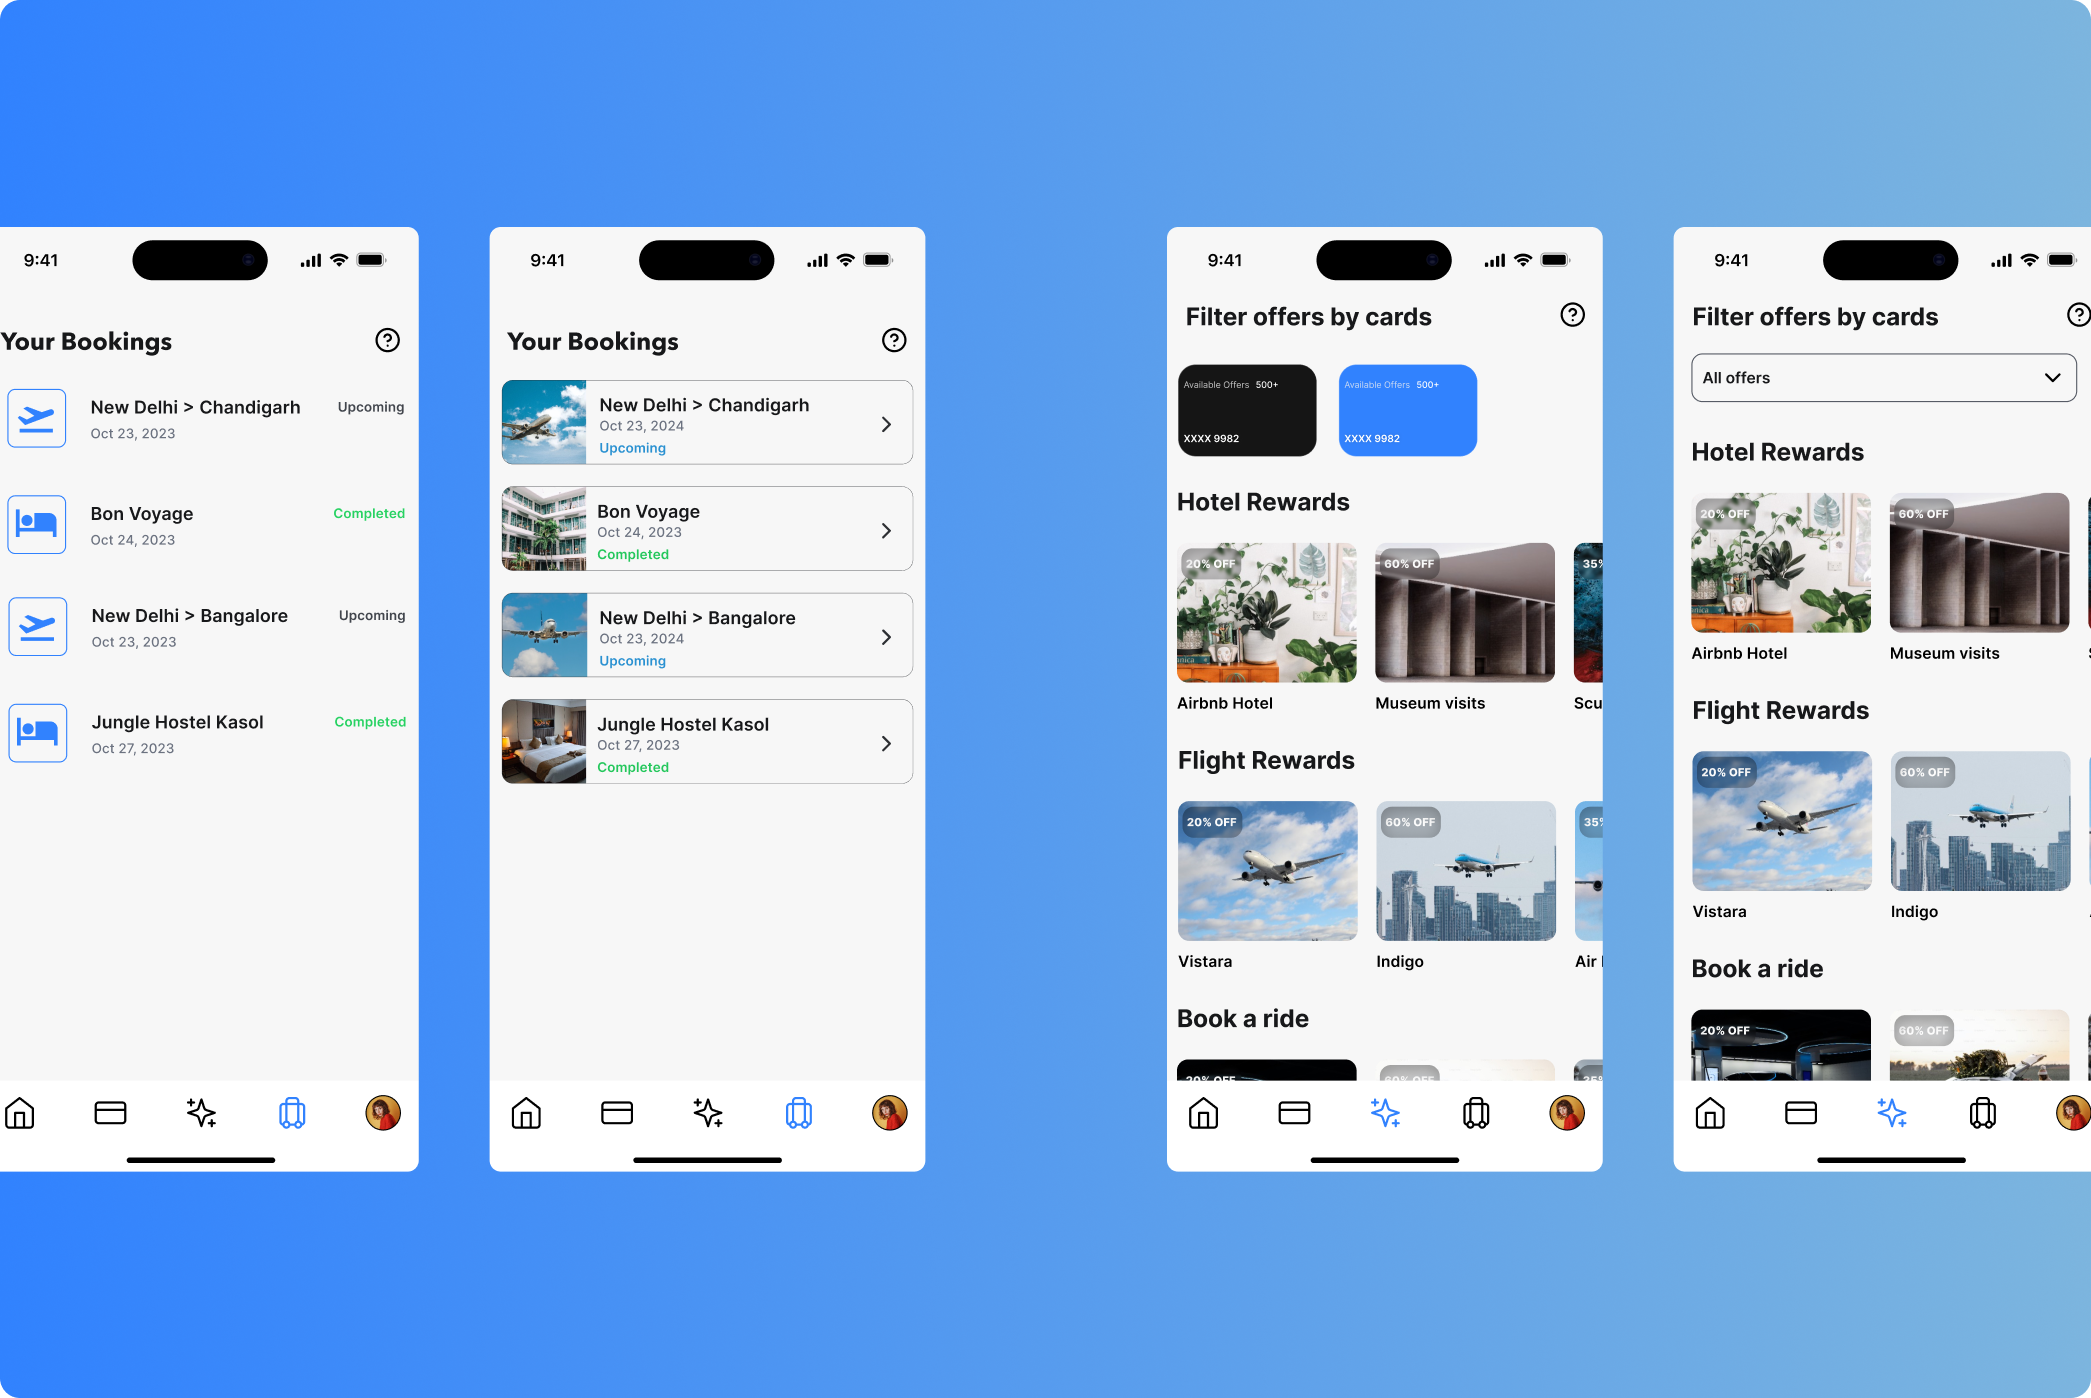 9:41
Your Bookings
New Delhi > Chandigarh
Upcoming
Oct 23, 2023
Bon Voyage
Completed
Oct 24, 2023
New Delhi > Bangalore
Upcoming
Oct 23, 2023
Jungle Hostel Kasol
Completed
Oct 27, 2023
9:41
Your Bookings
New Delhi > Chandigarh
Oct 23, 2024
Upcoming
Bon Voyage
Oct 24, 2023
Completed
New Delhi > Bangalore
Oct 23, 2024
Upcoming
Jungle Hostel Kasol
Oct 27, 2023
Completed
9:41
Filter offers by cards
Available Offers 500+
XXXX 9982
Available Offers 500+
XXXX 9982
Hotel Rewards
20% OFF
60% OFF
35%
Airbnb Hotel
Museum visits
Scu
Flight Rewards
20% OFF
60% OFF
35%
Vistara
Indigo
Air
Book a ride
20% OFF
60% OFF
35%
9:41
Filter offers by cards
All offers
Hotel Rewards
20% OFF
60% OFF
Airbnb Hotel
Museum visits
Flight Rewards
20% OFF
60% OFF
Vistara
Indigo
Book a ride
20% OFF
60% OFF